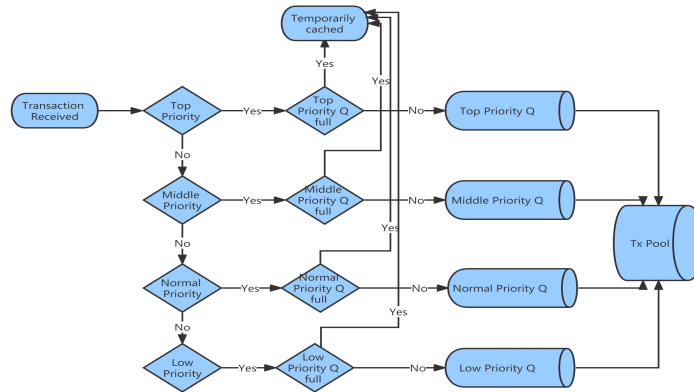 Temporarily
cached
Yes
Yes
Transaction
Received
Top
Priority
Yes
Top
Priority Q
full
No
Top Priority Q
No
Middle
Priority
Yes
Middle
Priority Q
full
No
Middle Priority Q
Yes
Yes
No
Tx Pool
Normal
Priority
Yes
Normal
Priority Q
full
No
Normal Priority Q
No
Low
Priority
Yes
Low
Priority Q
full
No
Low Priority Q